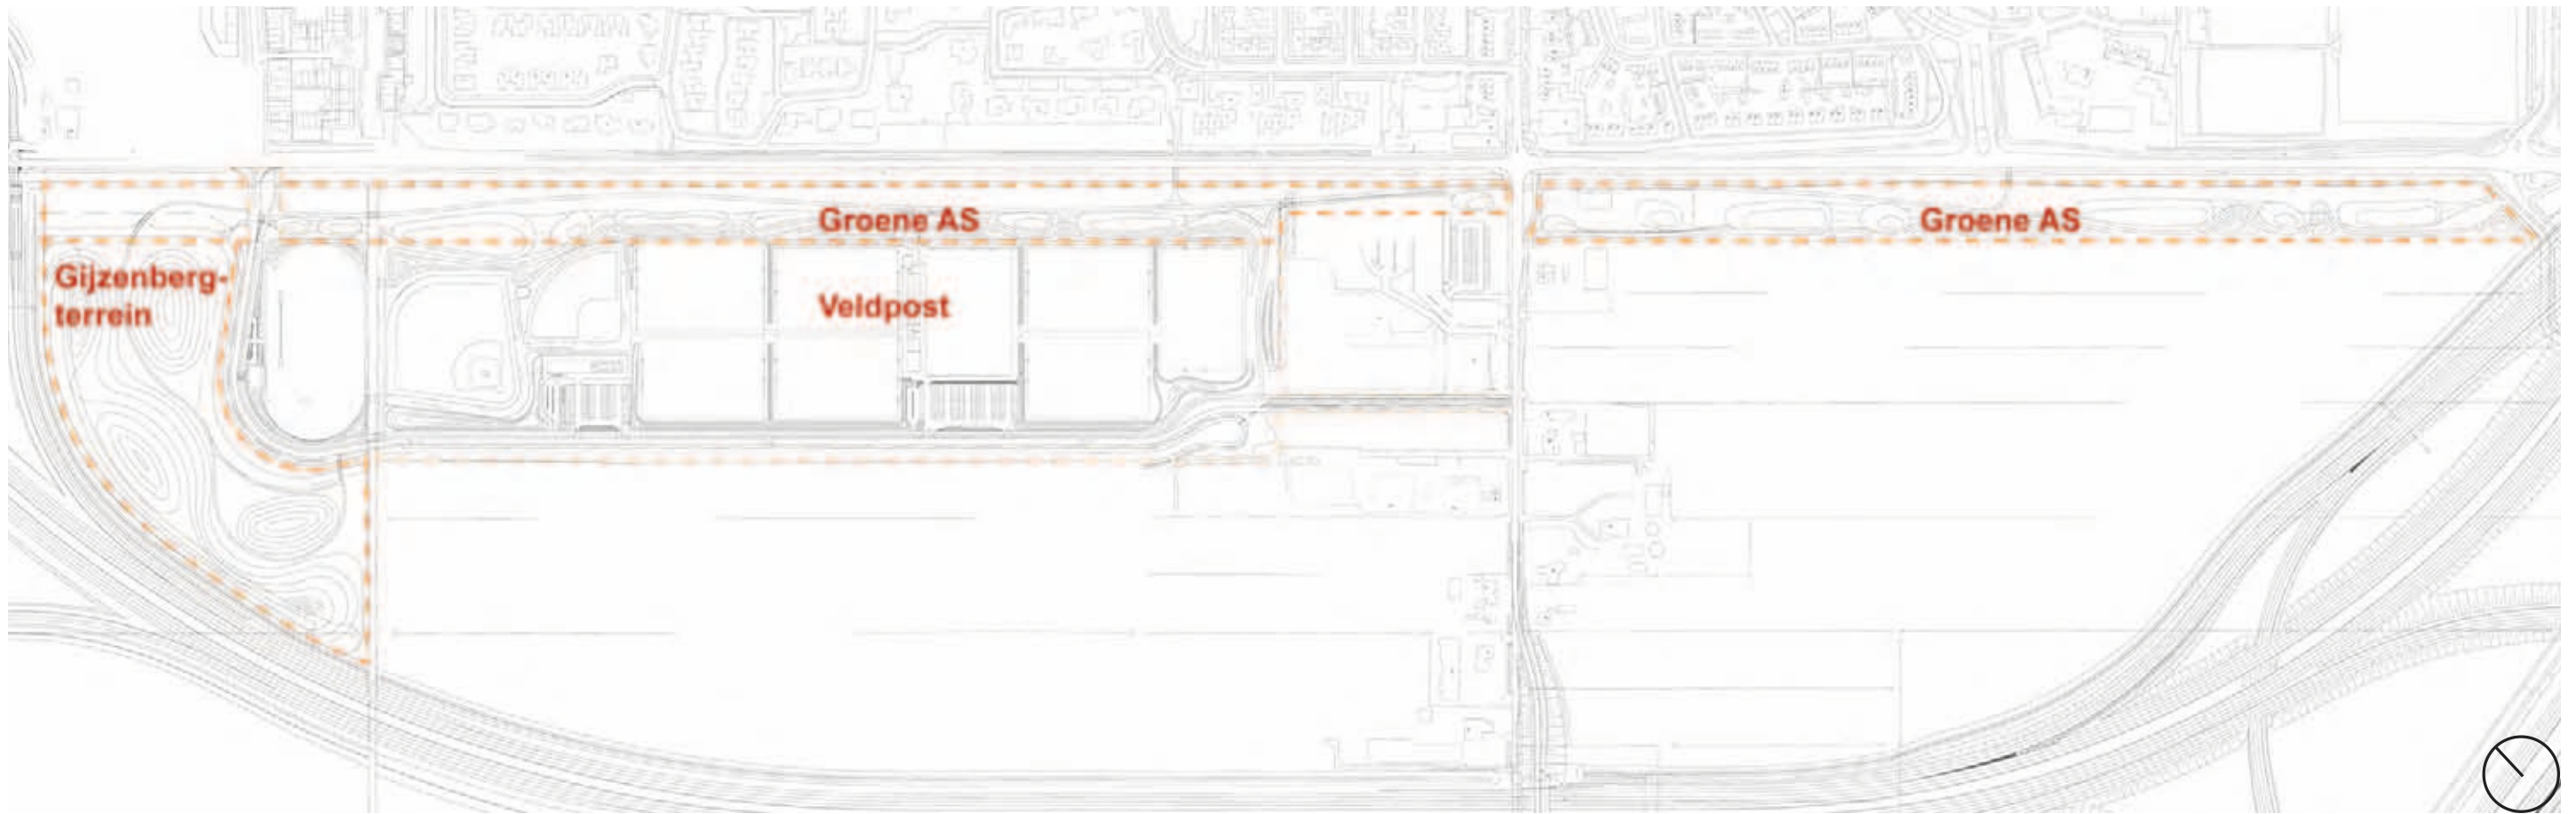 Groene AS
Groene AS
Gijzenberg-
terrein
Veldpost